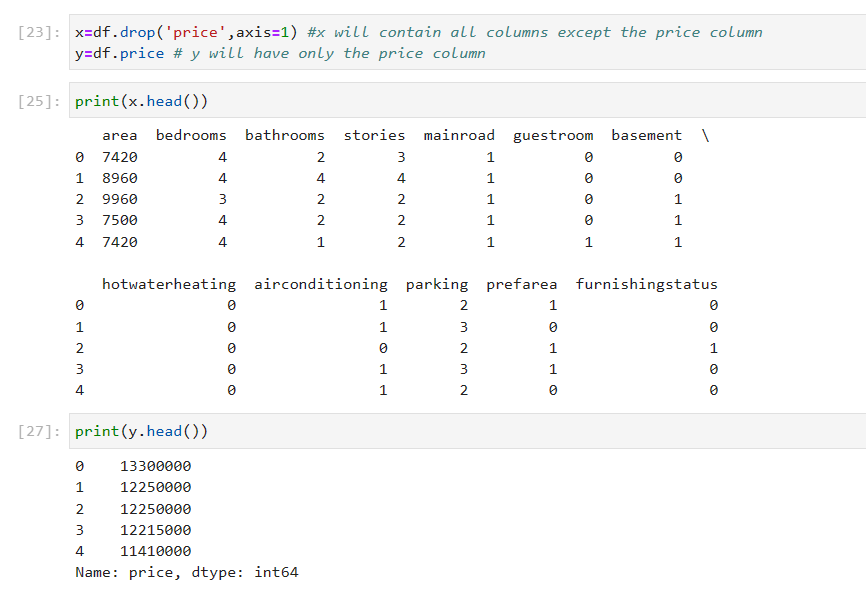 [23]: x=df.drop('price',axis=1) #x will contain all columns except the price column
y=df.price # y will have only the price column
[25]: print(x.head())
area bedrooms bathrooms stories mainroad guestroom basement \
0 7420 4 2 3 1 0 0
1 8960 4 4 4 1 0 0
2 9960 3 2 2 1 0 1
3 7500 4 2 2 1 0 1
4 7420 4 1 2 1 1 1
hotwaterheating airconditioning parking prefarea furnishingstatus
0 0 1 2 1 0
1 0 1 3 0 0
2 0 0 2 1 1
3 0 1 3 1 0
4 0 1 2 0 0
[27]: print(y.head())
0 13300000
1 12250000
2 12250000
3 12215000
4 11410000
Name: price, dtype: int64